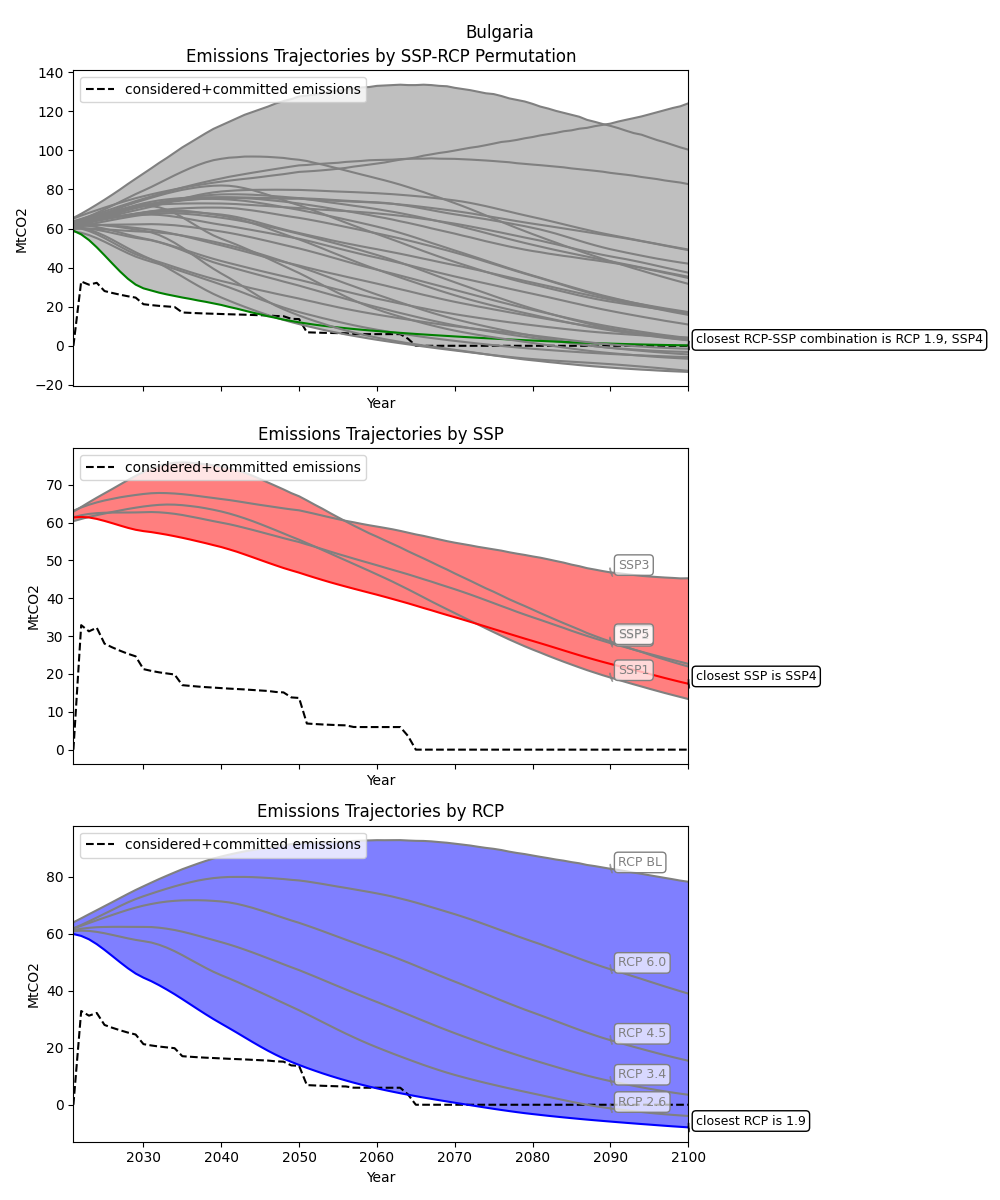 Bulgaria
Emissions Trajectories by SSP-RCP Permutation
considered+committed emissions
140
120
100
80
60
40
20
0
−20
MtCO2
Year
closest RCP-SSP combination is RCP 1.9, SSP4
Emissions Trajectories by SSP
considered+committed emissions
70
60
50
40
30
20
10
0
MtCO2
Year
SSP3
SSP5
SSP1
closest SSP is SSP4
Emissions Trajectories by RCP
considered+committed emissions
80
60
40
20
0
MtCO2
RCP BL
RCP 6.0
RCP 4.5
RCP 3.4
RCP 2.6
closest RCP is 1.9
2030 2040 2050 2060 2070 2080 2090 2100
Year